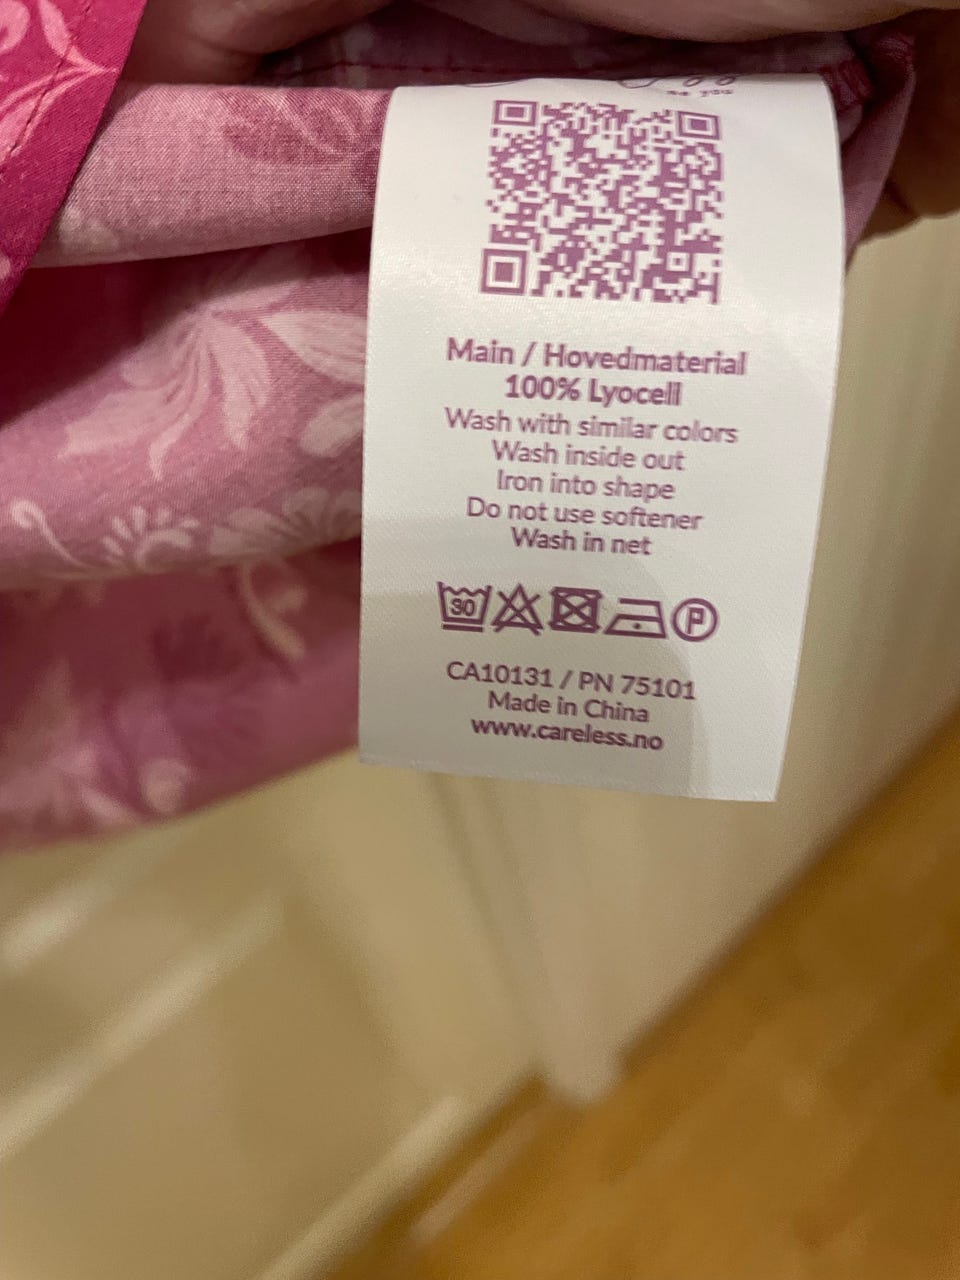 Main / Hovedmaterial
100% Lyocell
Wash with similar colors
Wash inside out
Iron into shape
Do not use softener
Wash in net
30
P
CA10131 / PN 75101
Made in China
www.careless.no